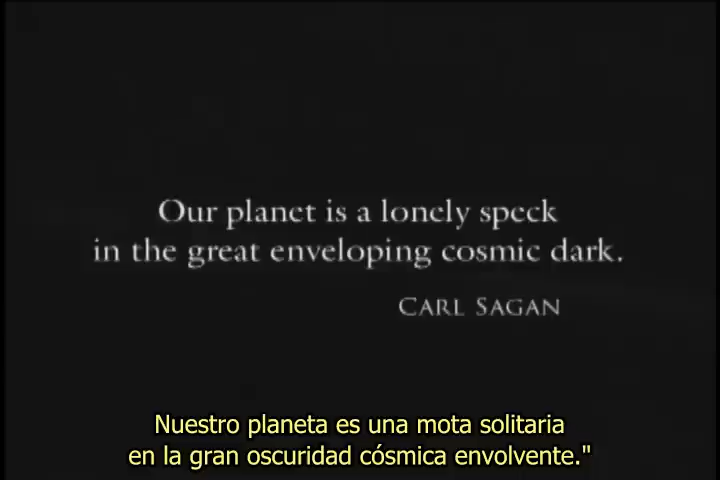 Our planet is a lonely speck
in the great enveloping cosmic dark.
CARL SAGAN
Nuestro planeta es una mota solitaria
en la gran oscuridad cósmica envolvente."